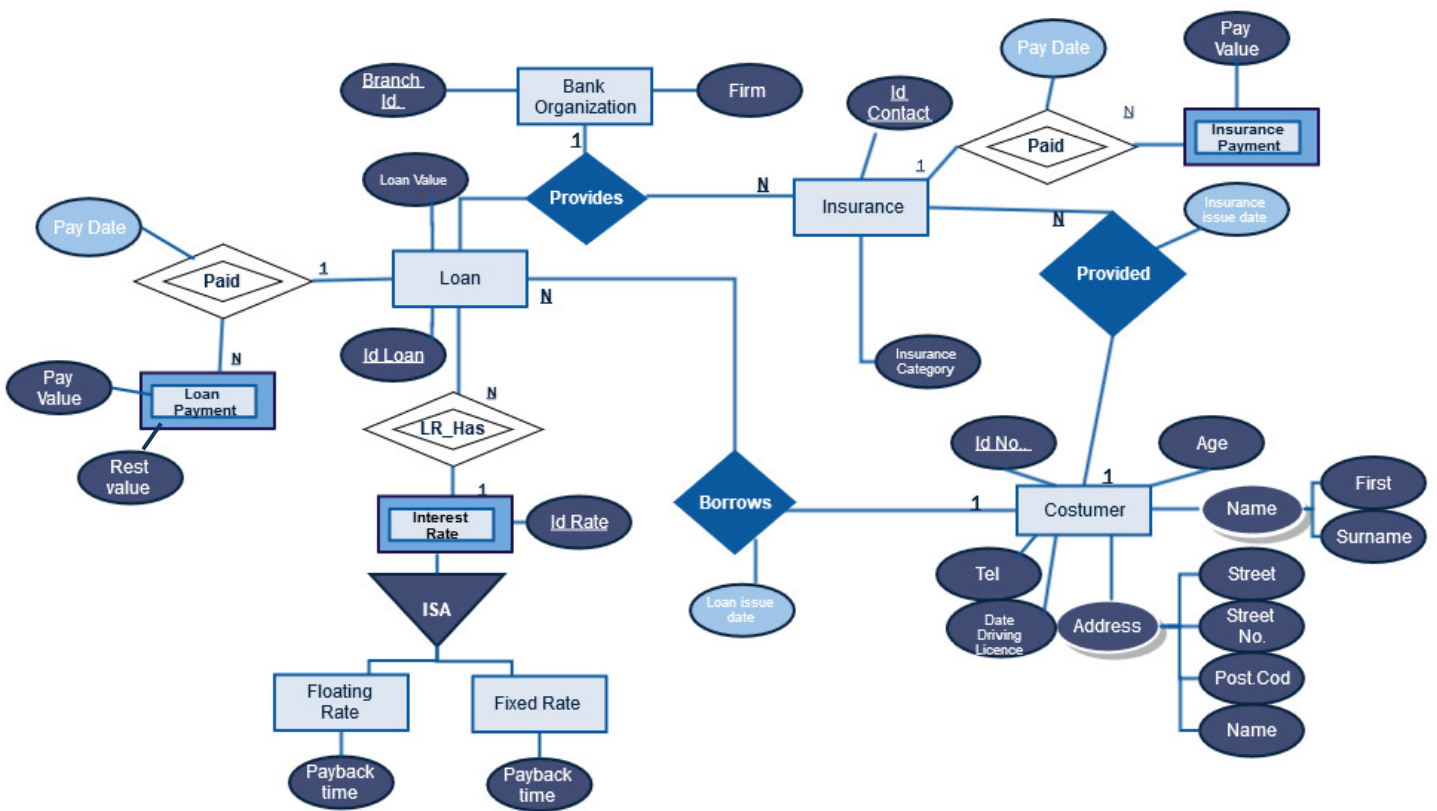 Pay Date
Pay
Value
Branch
Id.
Bank
Organization
Firm
Id
Contact
N
Paid
Insurance
Payment
1
1
Loan Value
Provides
N
Insurance
N
Insurance
issue date
Pay Date
Paid
1
Loan
N
Provided
N
Id Loan
Insurance
Category
Pay
Value
Loan
Payment
N
LR_Has
Rest
value
Id No..
Age
1
First
1
Interest
Rate
Id Rate
Borrows
1
Costumer
Name
Surname
Tel
Street
ISA
Loan issue
date
Date
Driving
Licence
Address
Street
No.
Post.Cod
Floating
Rate
Fixed Rate
Name
Payback
time
Payback
time